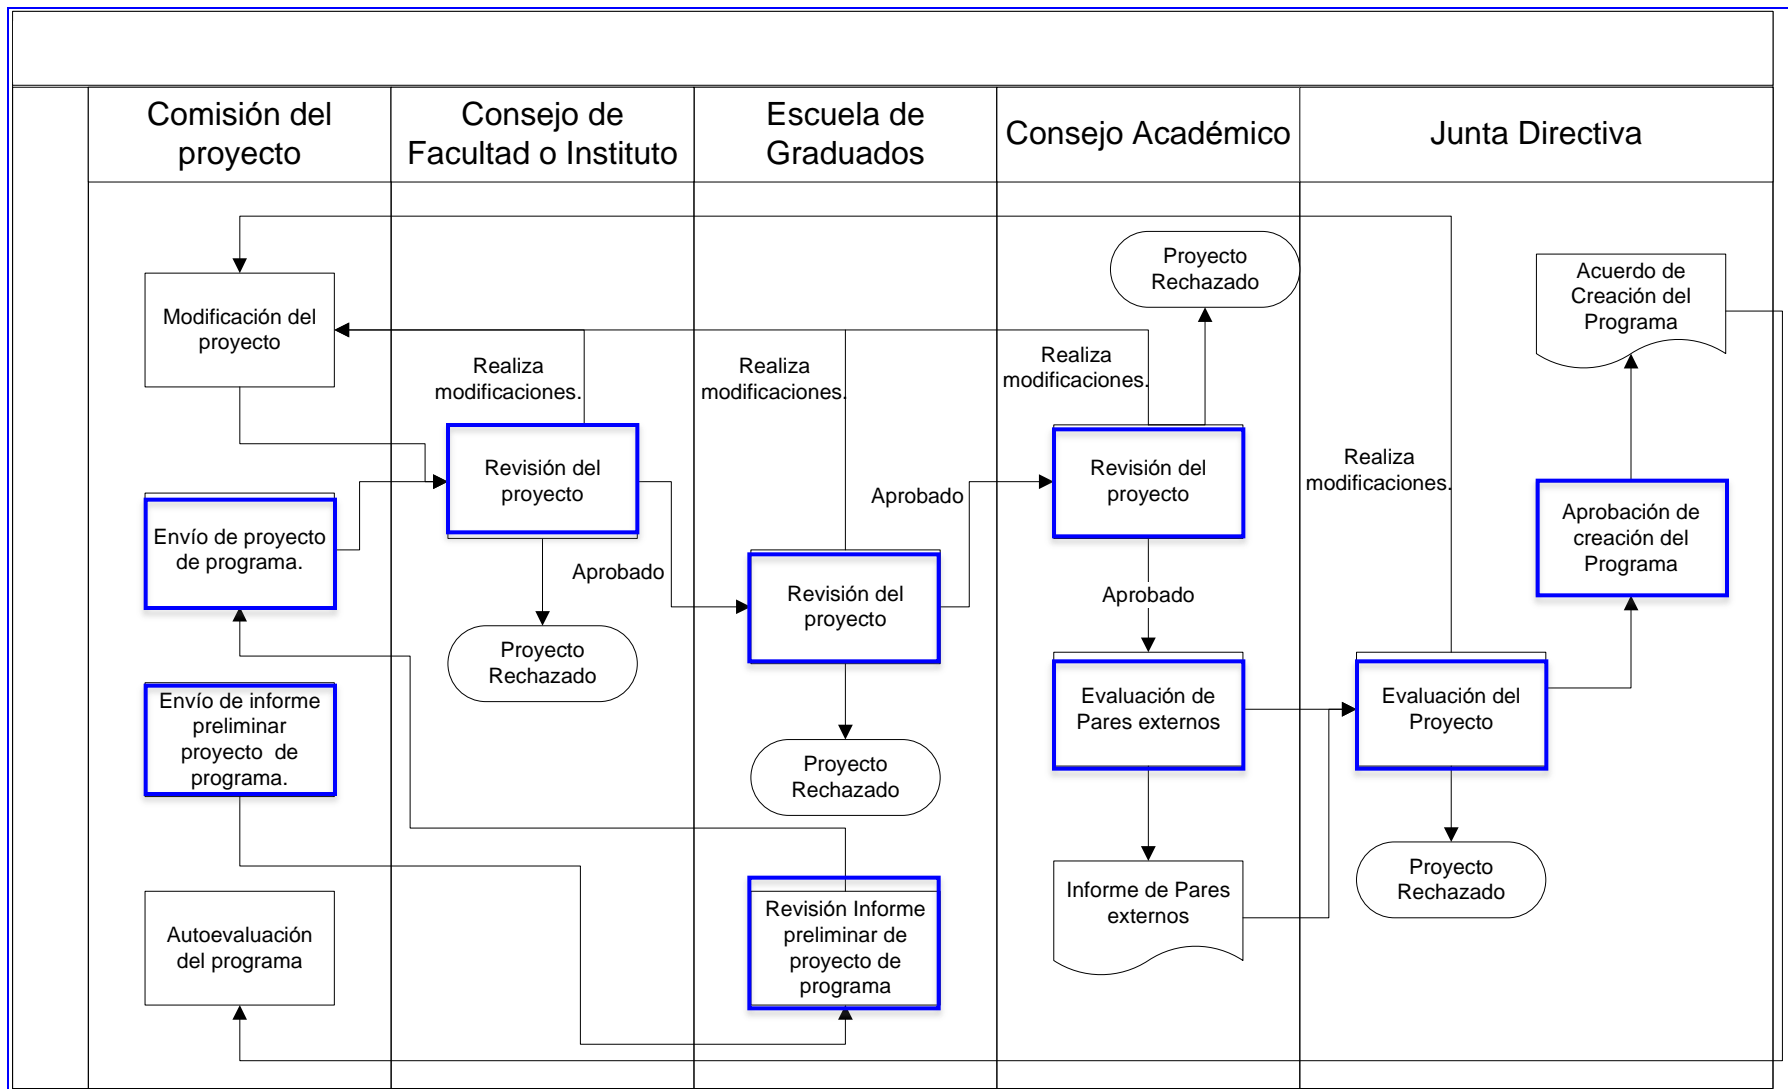 Comisión del
proyecto
Consejo de
Facultad o Instituto
Escuela de
Graduados
Consejo Académico
Junta Directiva
Modificación del
proyecto
Envío de proyecto
de programa.
Envío de informe
preliminar
proyecto  de
programa.
Autoevaluación
del programa
Realiza
modificaciones.
Revisión del
proyecto
Aprobado
Proyecto
Rechazado
Realiza
modificaciones.
Aprobado
Revisión del
proyecto
Proyecto
Rechazado
Revisión Informe
preliminar de
proyecto de
programa
Proyecto
Rechazado
Realiza
modificaciones.
Revisión del
proyecto
Aprobado
Evaluación de
Pares externos
Informe de Pares
externos
Acuerdo de
Creación del
Programa
Realiza
modificaciones.
Aprobación de
creación del
Programa
Evaluación del
Proyecto
Proyecto
Rechazado